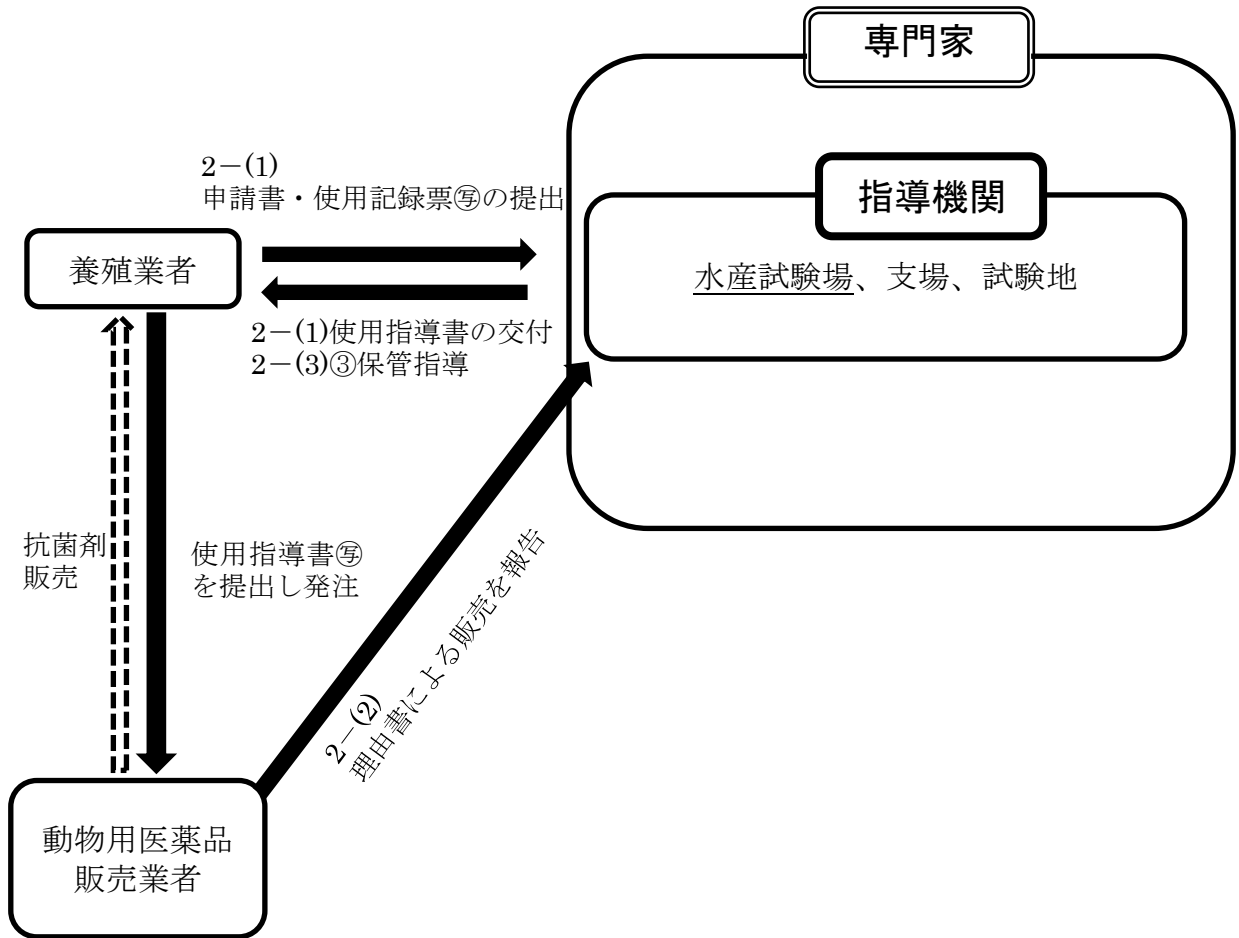 専門家
2－(1)
申請書・使用記録票㊢の提出
指導機関
養殖業者
水産試験場、支場、試験地
2－(1)使用指導書の交付
2－(3)③保管指導
抗菌剤
販売
使用指導書㊢
を提出し発注
2－(2)
理由書による販売を報告
動物用医薬品
販売業者